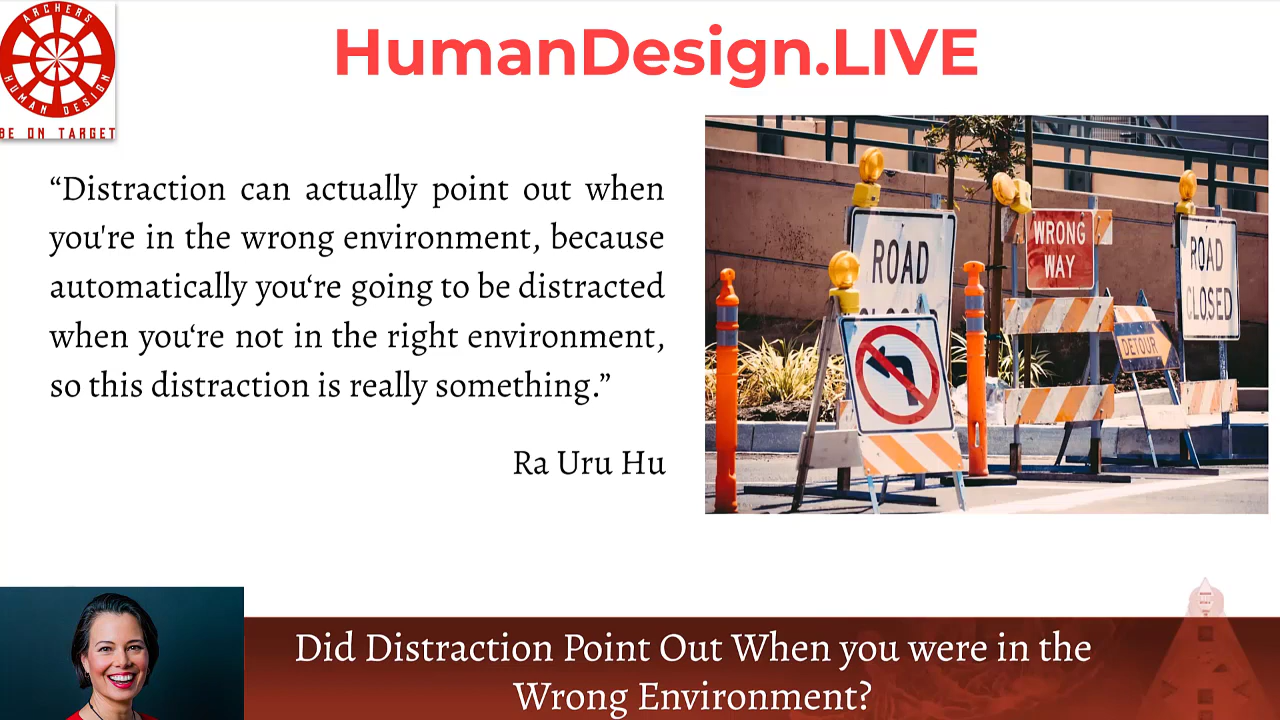 ARCHERS
HUMAN DESIGN
BE ON TARGET
HumanDesign.LIVE
“Distraction can actually point out when
you're in the wrong environment, because
automatically you‘re going to be distracted
when you‘re not in the right environment,
so this distraction is really something.”
Ra Uru Hu
ROAD
CLOSED
WRONG
WAY
ROAD
CLOSED
DETOUR
Did Distraction Point Out When you were in the
Wrong Environment?